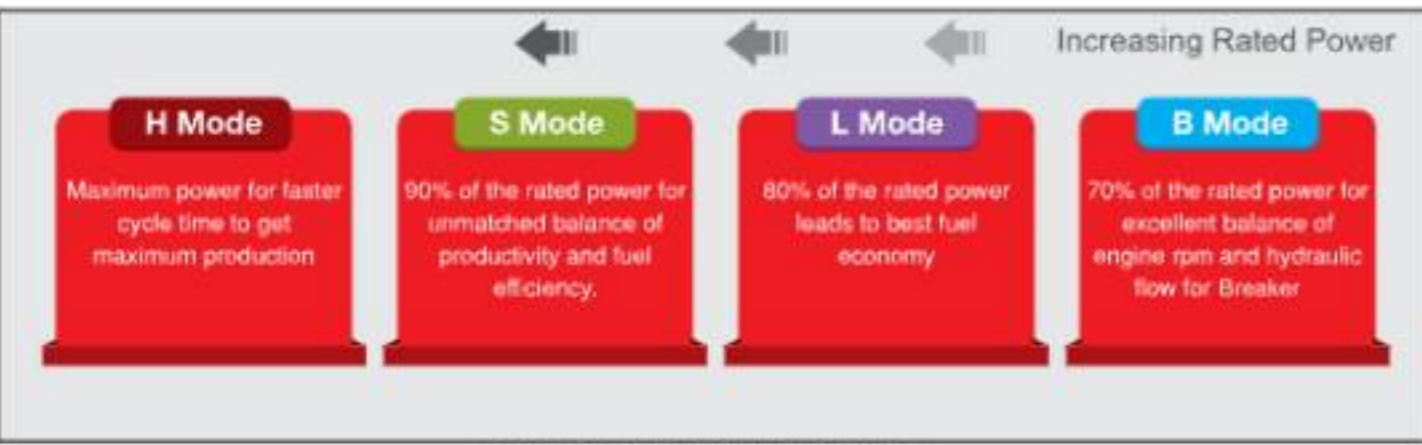 Increasing Rated Power
H Mode
Maximum power for faster
cycle time to get
maximum production
S Mode
90% of the rated power for
unmatched balance of
productivity and fuel
efficiency.
L Mode
80% of the rated power
leads to best fuel
economy
B Mode
70% of the rated power for
excellent balance of
engine rpm and hydraulic
flow for Breaker